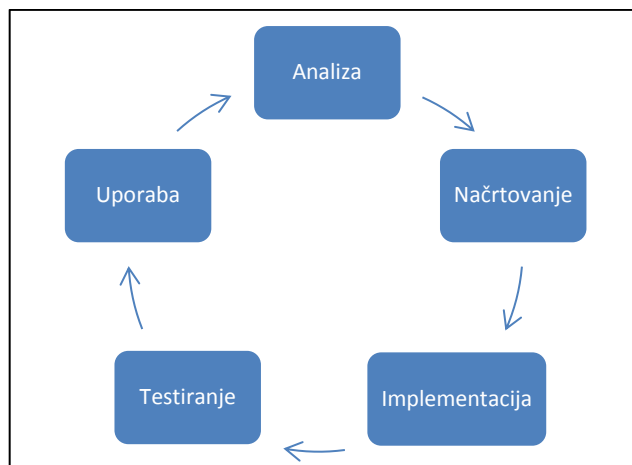 Analiza
Načrtovanje
Implementacija
Testiranje
Uporaba